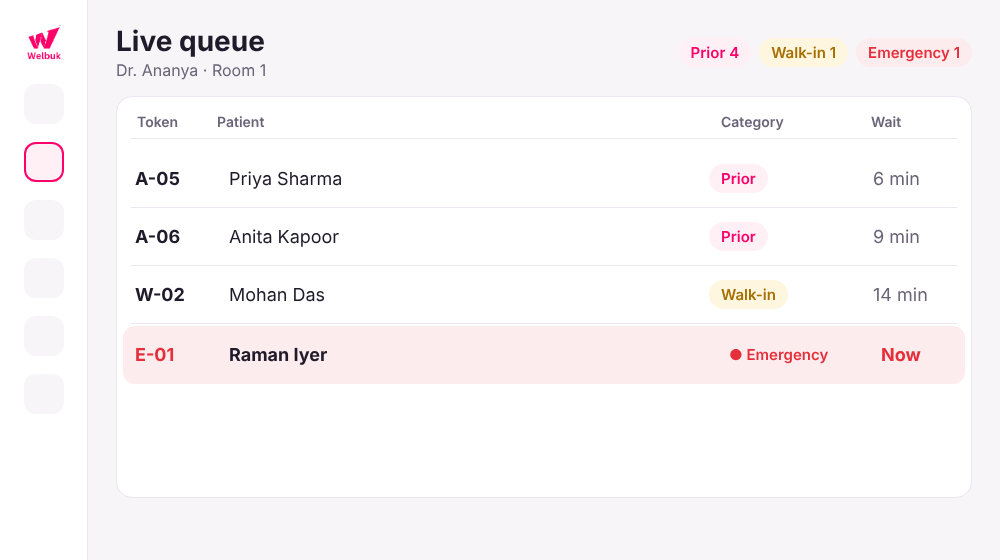 Welbuk
Live queue
Dr. Ananya · Room 1
Prior 4 Walk-in 1 Emergency 1
Token Patient Category Wait
A-05 Priya Sharma Prior 6 min
A-06 Anita Kapoor Prior 9 min
W-02 Mohan Das Walk-in 14 min
E-01 Raman Iyer Emergency Now